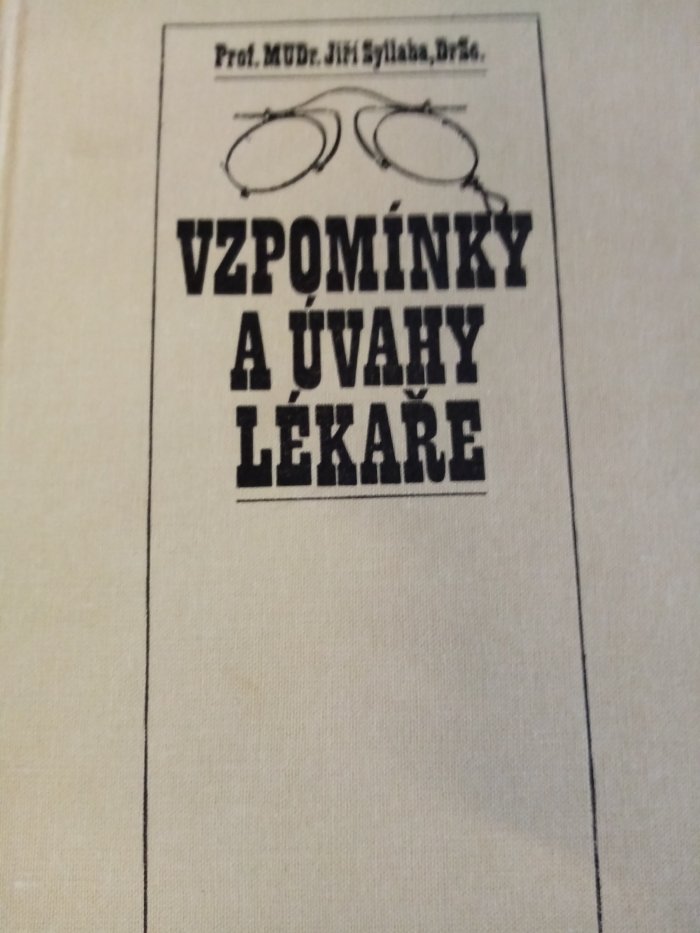 Prof. MUDr. Jiří Syllaba, DrSc.
VZPOMÍNKY
A ÚVAHY
LÉKAŘE